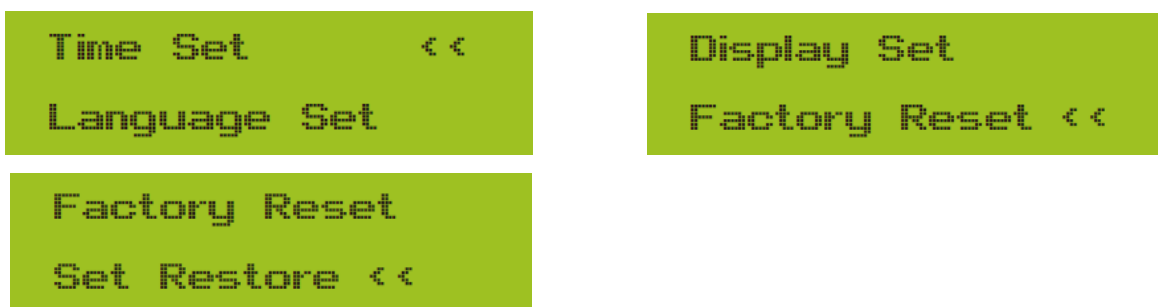 Time Set <<
Language Set
Display Set
Factory Reset <<
Factory Reset
Set Restore <<